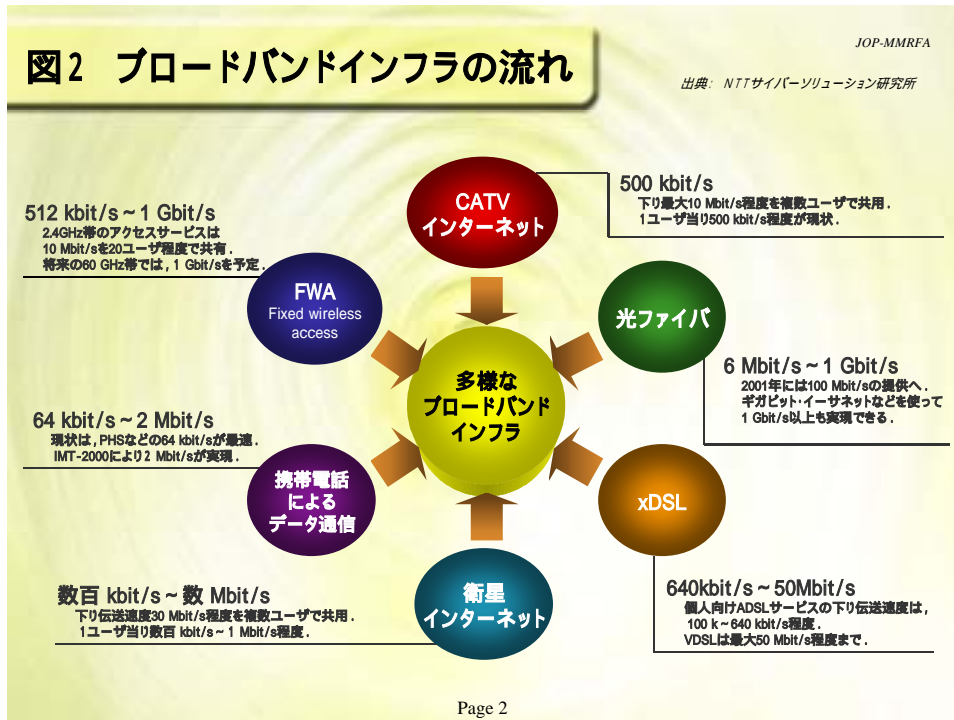 図2 ブロードバンドインフラの流れ
JOP-MMRFA
出典: NTTサイバーソリューション研究所
CATV
インターネット
500 kbit/s
下り最大10 Mbit/s程度を複数ユーザで共用.
1ユーザ当り500 kbit/s程度が現状.
512 kbit/s~1 Gbit/s
2.4GHz帯のアクセスサービスは
10 Mbit/sを20ユーザ程度で共有.
将来の60 GHz帯では, 1 Gbit/sを予定.
FWA
Fixed wireless
access
光ファイバ
6 Mbit/s~1 Gbit/s
2001年には100 Mbit/sの提供へ.
ギガビット・イーサネットなどを使って
1 Gbit/s以上も実現できる.
多様な
ブロードバンド
インフラ
64 kbit/s~2 Mbit/s
現状は, PHSなどの64 kbit/sが最速.
IMT-2000により2 Mbit/sが実現.
携帯電話
による
データ通信
xDSL
640kbit/s~50Mbit/s
個人向けADSLサービスの下り伝送速度は,
100 k~640 kbit/s程度.
VDSLは最大50 Mbit/s程度まで.
衛星
インターネット
数百 kbit/s~数 Mbit/s
下り伝送速度30 Mbit/s程度を複数ユーザで共用.
1ユーザ当り数百 kbit/s~1 Mbit/s程度.
Page 2